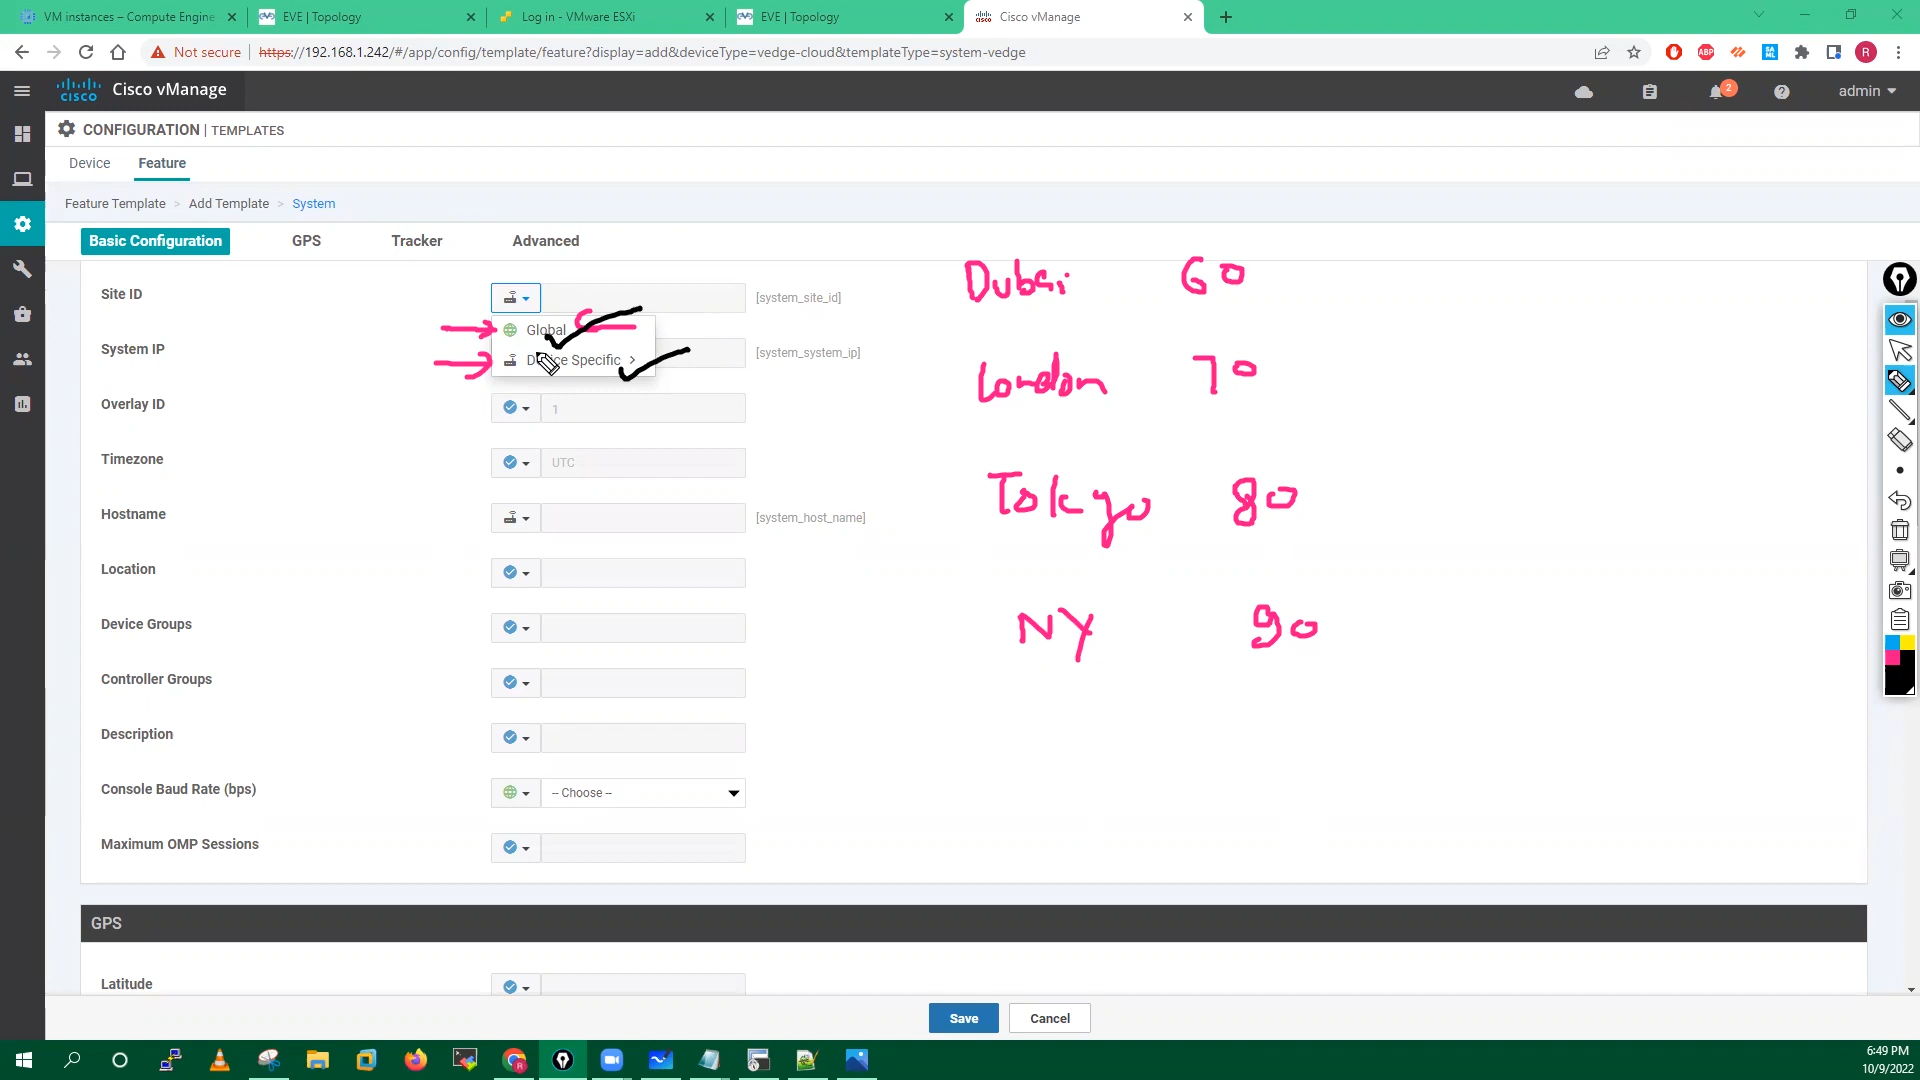 VM instances – Compute Engine
EVE | Topology
Log in - VMware ESXi
EVE | Topology
Cisco vManage
Not secure
https://192.168.1.242/#/app/config/template/feature?display=add&deviceType=vedge-cloud&templateType=system-vedge
ABP
R
cisco
Cisco vManage
2
admin
CONFIGURATION | TEMPLATES
Device
Feature
Feature Template > Add Template > System
Basic Configuration
GPS
Tracker
Advanced
Site ID
[system_site_id]
Dubai 60
Global
System IP
[system_system_ip]
Device Specific
London 70
Overlay ID
1
Timezone
UTC
Tokyo 80
Hostname
[system_host_name]
Location
Device Groups
NY 90
Controller Groups
Description
Console Baud Rate (bps)
-- Choose --
Maximum OMP Sessions
GPS
Latitude
Save
Cancel
6:49 PM
10/9/2022